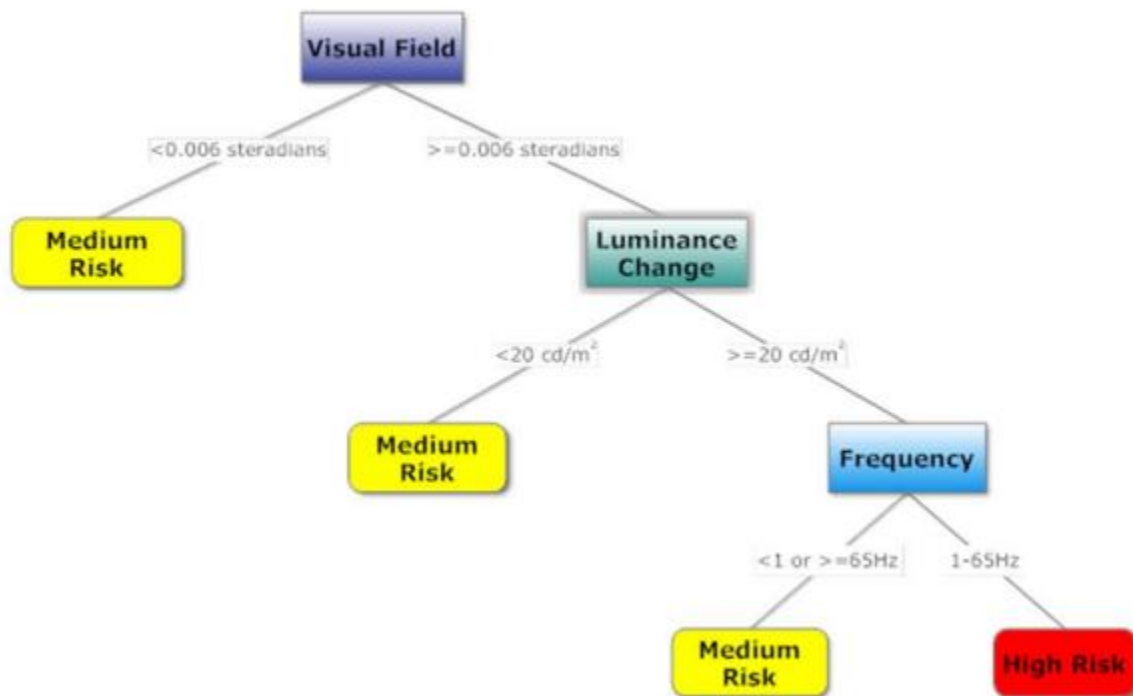 Visual Field
<0.006 steradians
>=0.006 steradians
Medium
Risk
Luminance
Change
<20 cd/m²
>=20 cd/m²
Medium
Risk
Frequency
<1 or >=65Hz
1-65Hz
Medium
Risk
High Risk